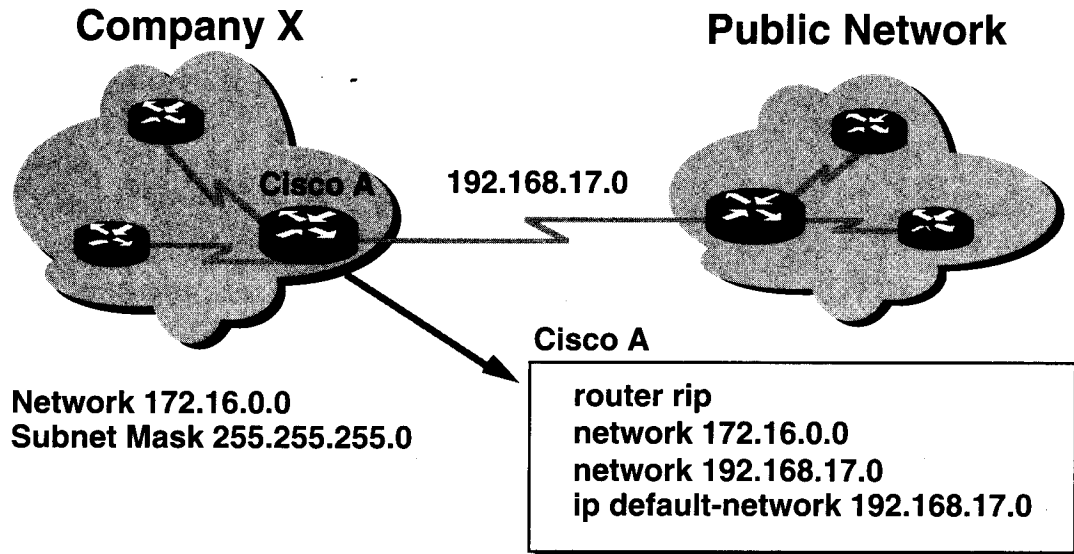 Company X
Public Network
Cisco A
192.168.17.0
Cisco A
Network 172.16.0.0
Subnet Mask 255.255.255.0
router rip
network 172.16.0.0
network 192.168.17.0
ip default-network 192.168.17.0